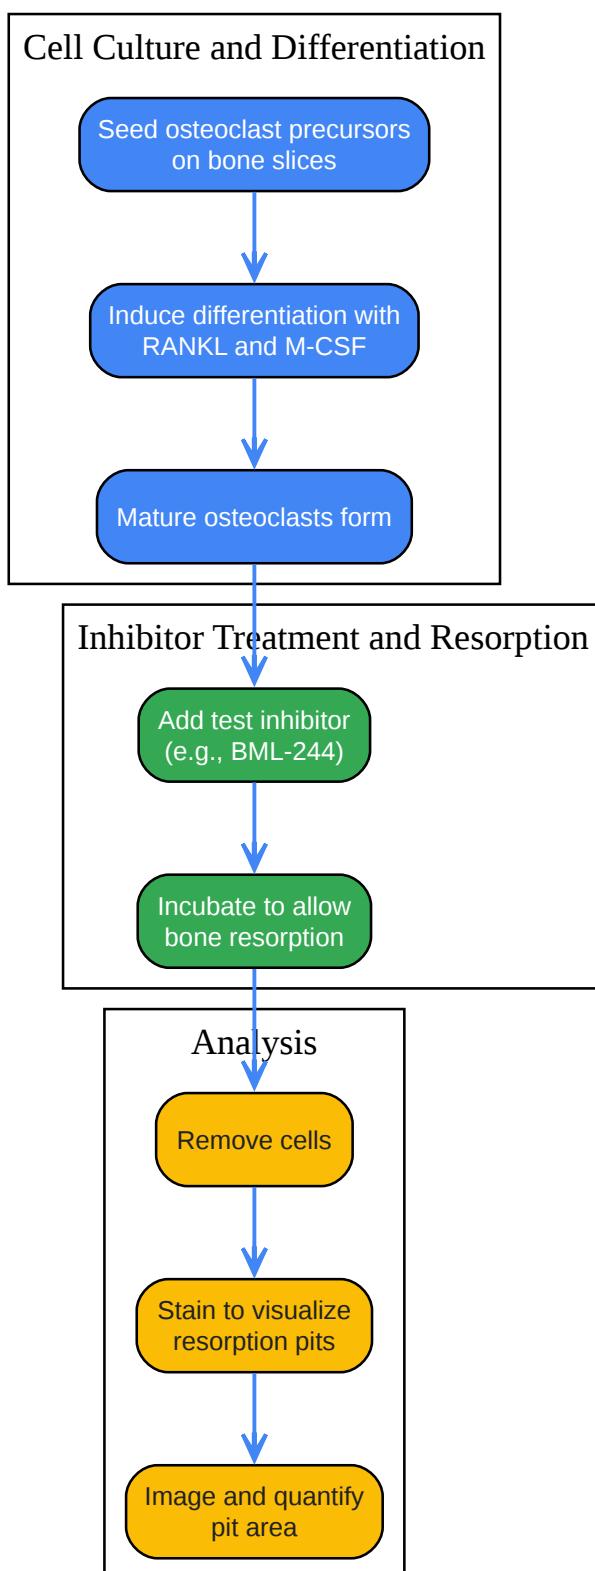 Cell Culture and Differentiation
Seed osteoclast precursors
on bone slices
Induce differentiation with
RANKL and M-CSF
Mature osteoclasts form
Inhibitor Treatment and Resorption
Add test inhibitor
(e.g., BML-244)
Incubate to allow
bone resorption
Analysis
Remove cells
Stain to visualize
resorption pits
Image and quantify
pit area